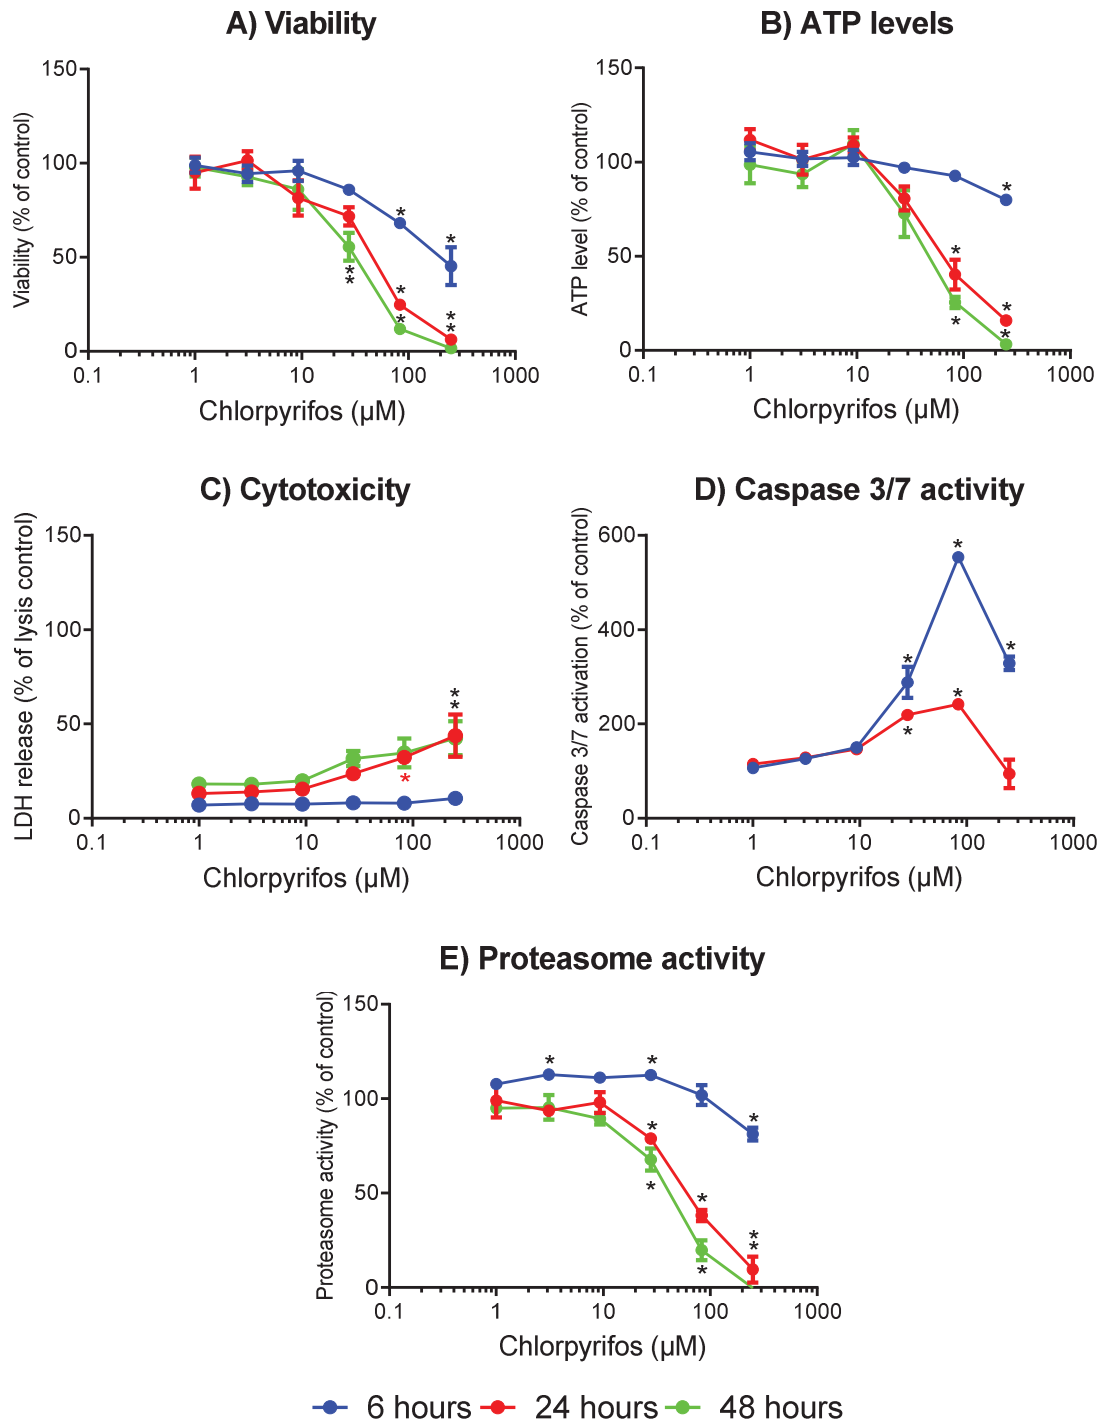 A) Viability
B) ATP levels
Viability (% of control)
150
100
50
0
0.1 1 10 100 1000
Chlorpyrifos (µM)
* * * * * * * *
ATP level (% of control)
150
100
50
0
0.1 1 10 100 1000
Chlorpyrifos (µM)
* * * * *
C) Cytotoxicity
D) Caspase 3/7 activity
LDH release (% of lysis control)
150
100
50
0
0.1 1 10 100 1000
Chlorpyrifos (µM)
* * *
Caspase 3/7 activation (% of control)
600
400
200
0
0.1 1 10 100 1000
Chlorpyrifos (µM)
* * * * *
E) Proteasome activity
Proteasome activity (% of control)
150
100
50
0
0.1 1 10 100 1000
Chlorpyrifos (µM)
* * * * * * * * *
6 hours 24 hours 48 hours